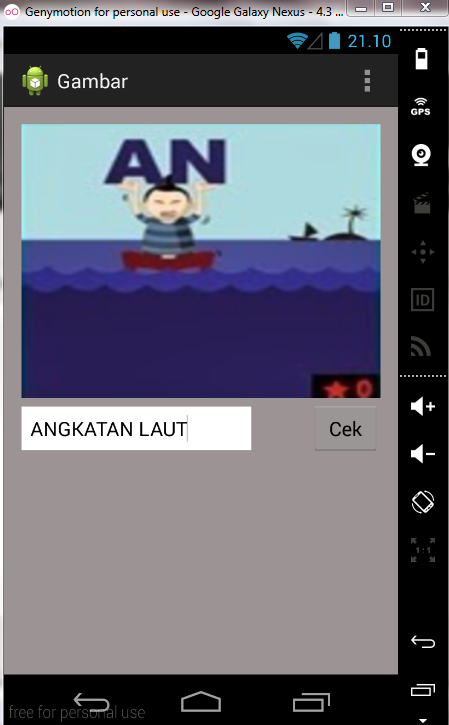 Genymotion for personal use - Google Galaxy Nexus - 4.3 ...
21.10
Gambar
GPS
AN
0
ID
ANGKATAN LAUT
Cek
1:1
free for personal use